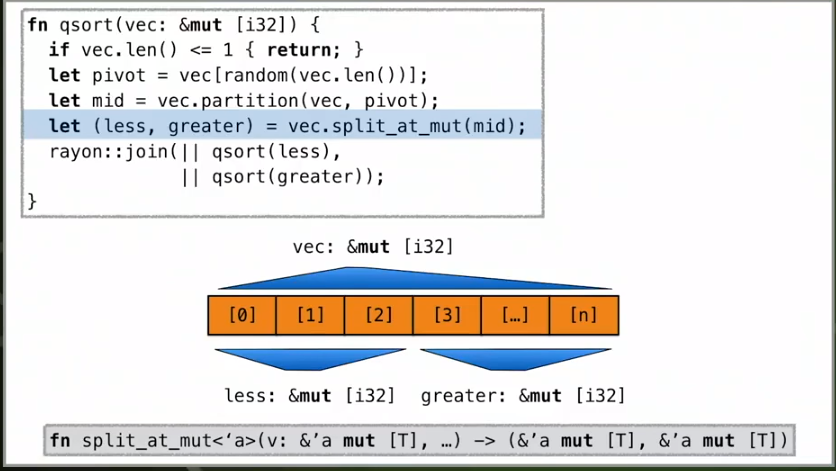 fn qsort(vec: &mut [i32]) {
  if vec.len() <= 1 { return; }
  let pivot = vec[random(vec.len())];
  let mid = vec.partition(vec, pivot);
  let (less, greater) = vec.split_at_mut(mid);
  rayon::join(|| qsort(less),
              || qsort(greater));
}
vec: &mut [i32]
[0] [1] [2] [3] […] [n]
less: &mut [i32] greater: &mut [i32]
fn split_at_mut<‘a>(v: &’a mut [T], …) -> (&’a mut [T], &’a mut [T])